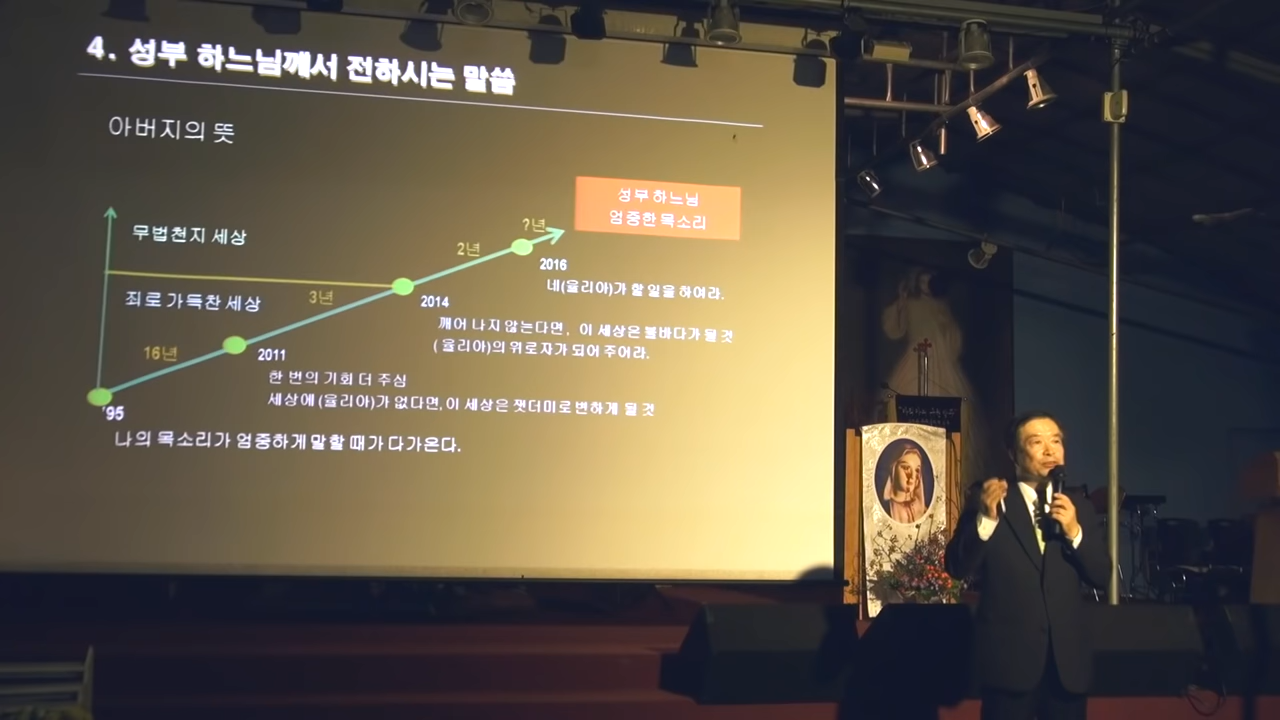 4. 성부 하느님께서 전하시는 말씀
아버지의 뜻
성부 하느님
엄중한 목소리
무법천지 세상
?년
2년
2016
네(율리아)가 할 일을 하여라.
죄로 가득찬 세상
3년
2014
깨어 나지 않는다면, 이 세상은 불바다가 될 것
(율리아)의 위로자가 되어 주어라.
16년
2011
한 번의 기회 더 주심
세상에 (율리아)가 없다면, 이 세상은 잿더미로 변하게 될 것
'95
나의 목소리가 엄중하게 말할 때가 다가온다.